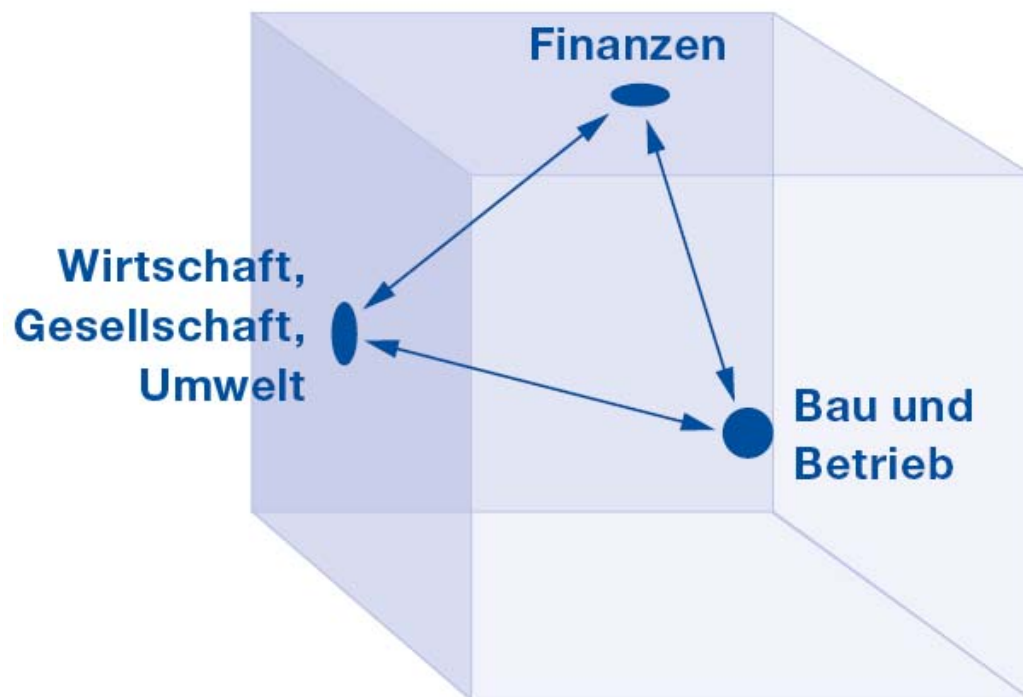 Finanzen
Wirtschaft,
Gesellschaft,
Umwelt
Bau und
Betrieb